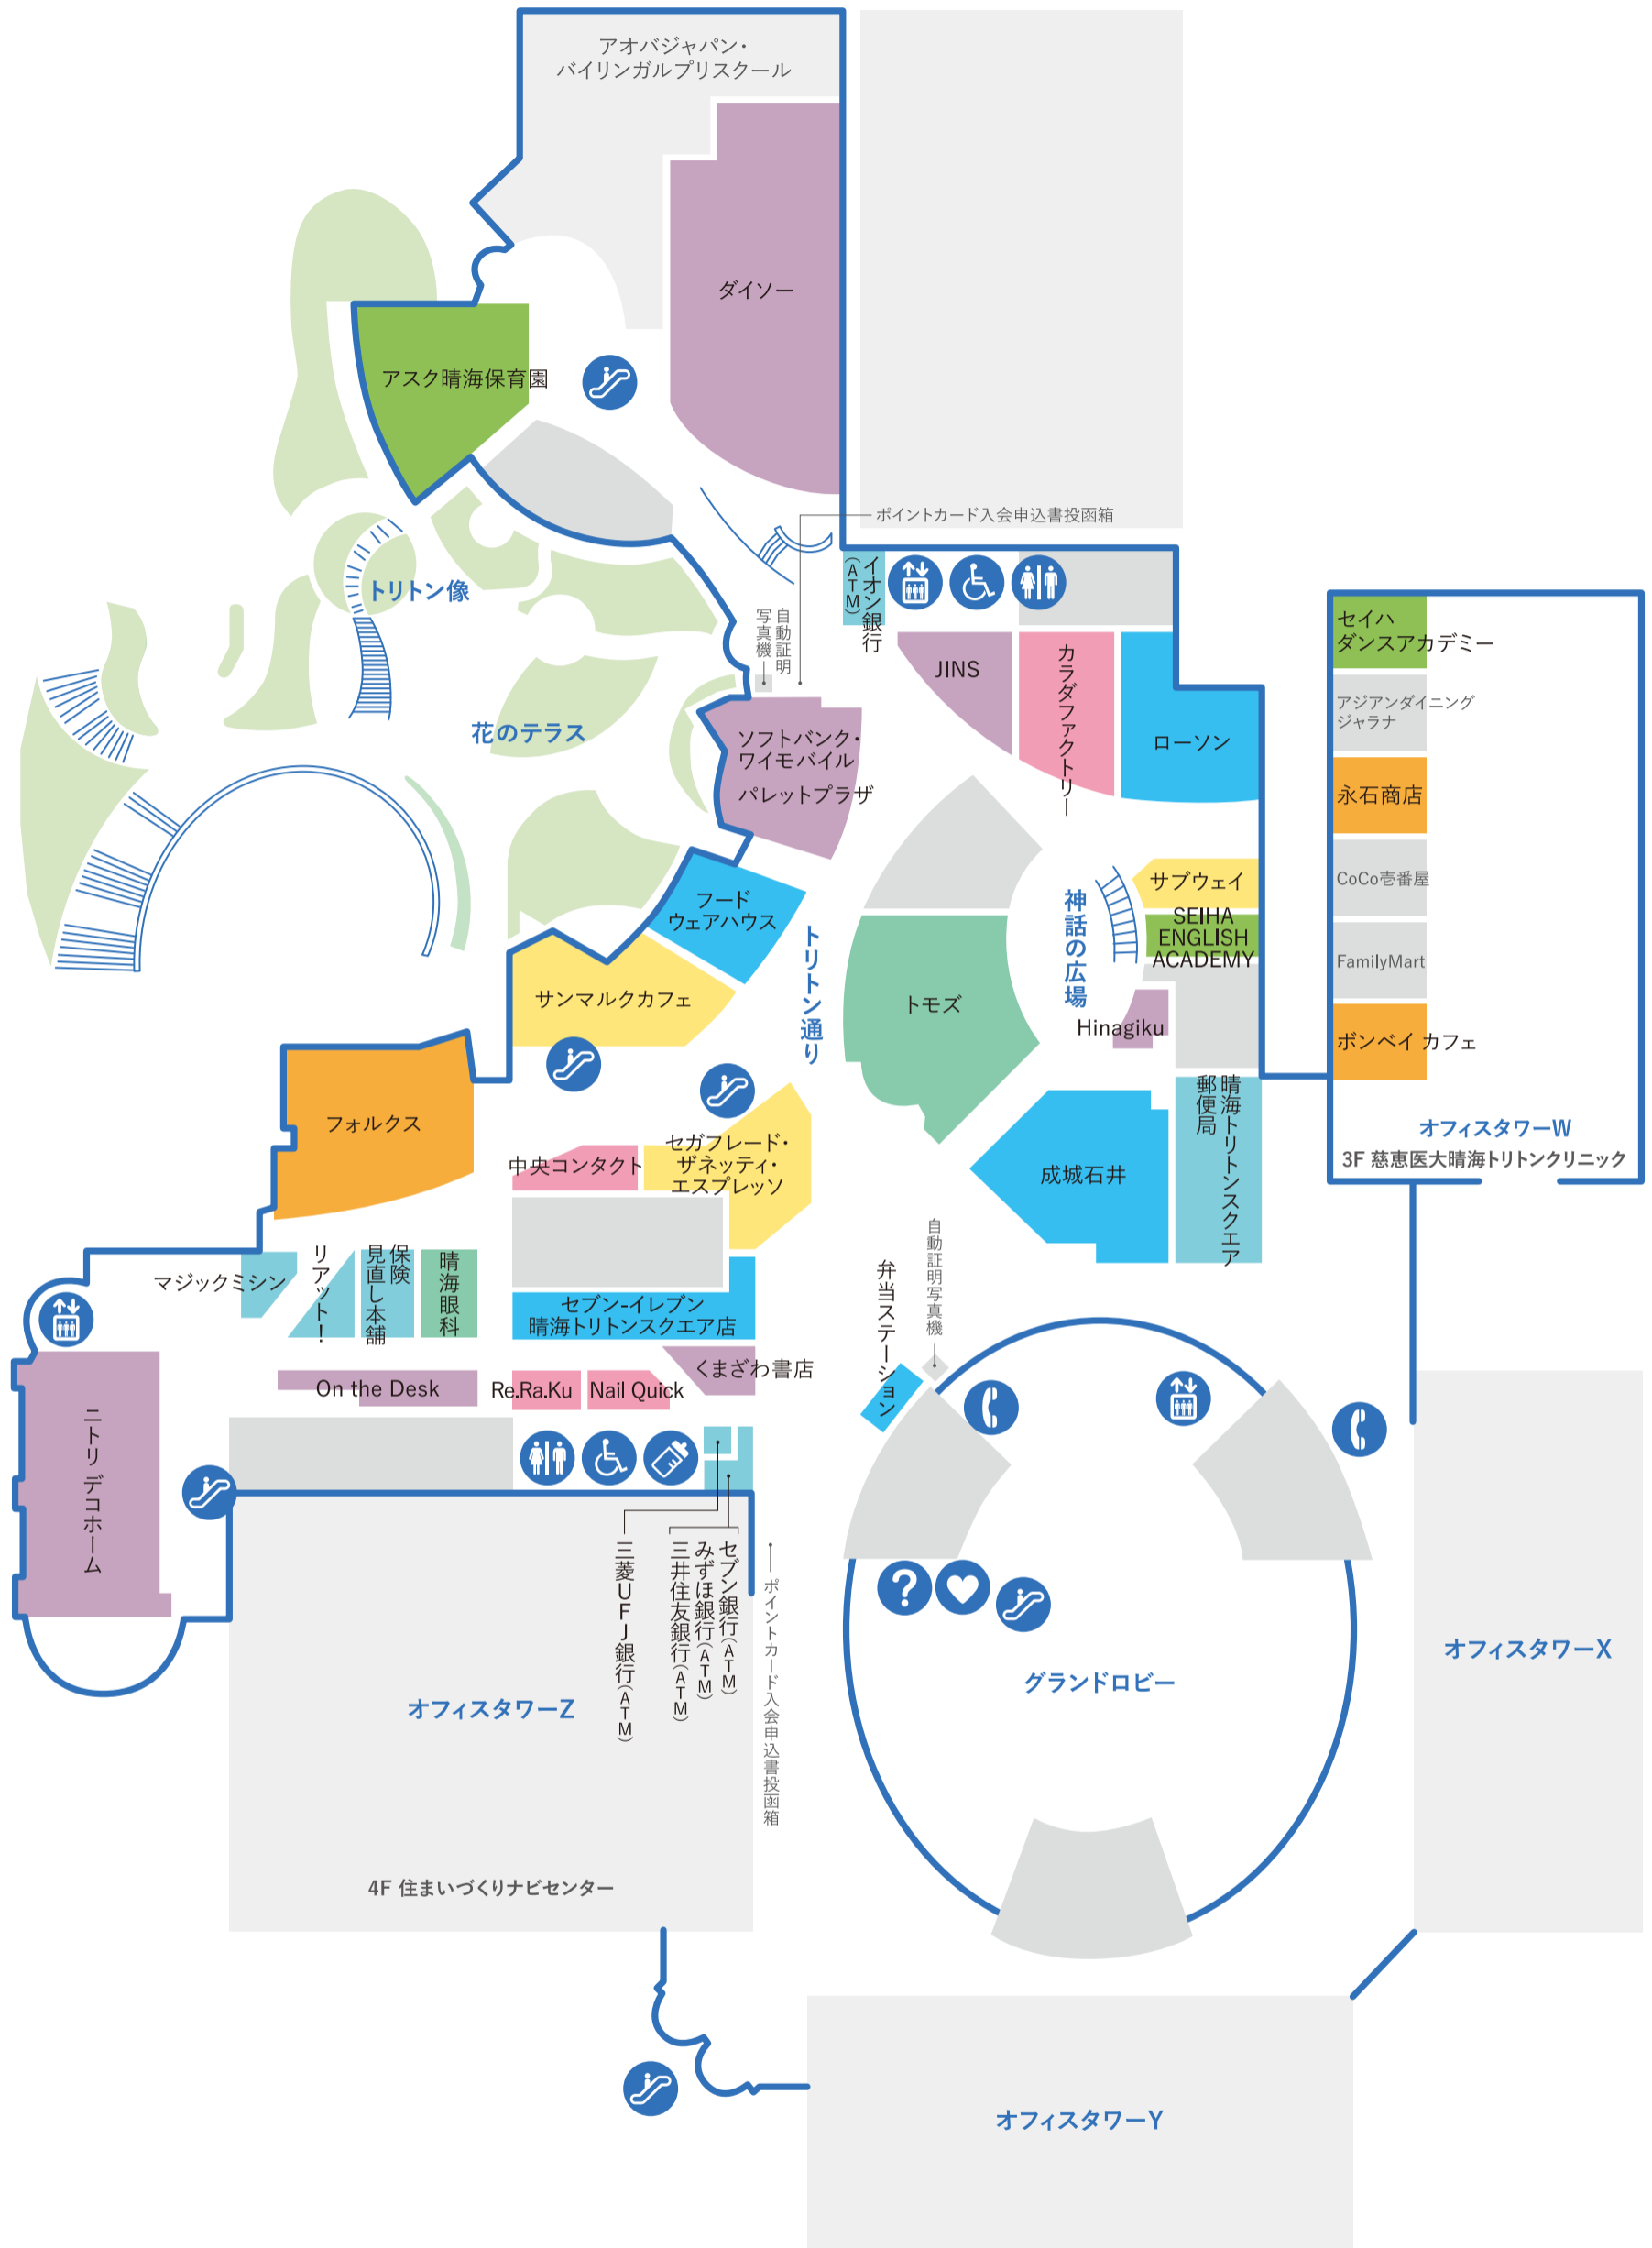 アオバジャパン・
バイリンガルプリスクール
ダイソー
アスク晴海保育園
ポイントカード入会申込書投函箱
イオン銀行
(ATM)
トリトン像
自動証明
写真機
花のテラス
JINS
カラダファクトリー
ローソン
ソフトバンク・
ワイモバイル
パレットプラザ
セイハ
ダンスアカデミー
アジアンダイニング
ジャラナ
永石商店
CoCo壱番屋
FamilyMart
ボンベイ カフェ
オフィスタワーW
3F 慈恵医大晴海トリトンクリニック
フード
ウェアハウス
サンマルクカフェ
トリトン通り
神話の広場
サブウェイ
SEIHA
ENGLISH
ACADEMY
トモズ
Hinagiku
晴海トリトンスクエア
郵便局
フォルクス
中央コンタクト
セガフレード・
ザネッティ・
エスプレッソ
成城石井
マジックミシン
リアット!
保険
見直し本舗
晴海眼科
セブン-イレブン
晴海トリトンスクエア店
弁当ステーション
自動証明写真機
On the Desk
Re.Ra.Ku
Nail Quick
くまざわ書店
ニトリ デコホーム
三菱UFJ銀行(ATM)
三井住友銀行(ATM)
みずほ銀行(ATM)
セブン銀行(ATM)
ポイントカード入会申込書投函箱
オフィスタワーZ
4F 住まいづくりナビセンター
グランドロビー
オフィスタワーX
オフィスタワーY